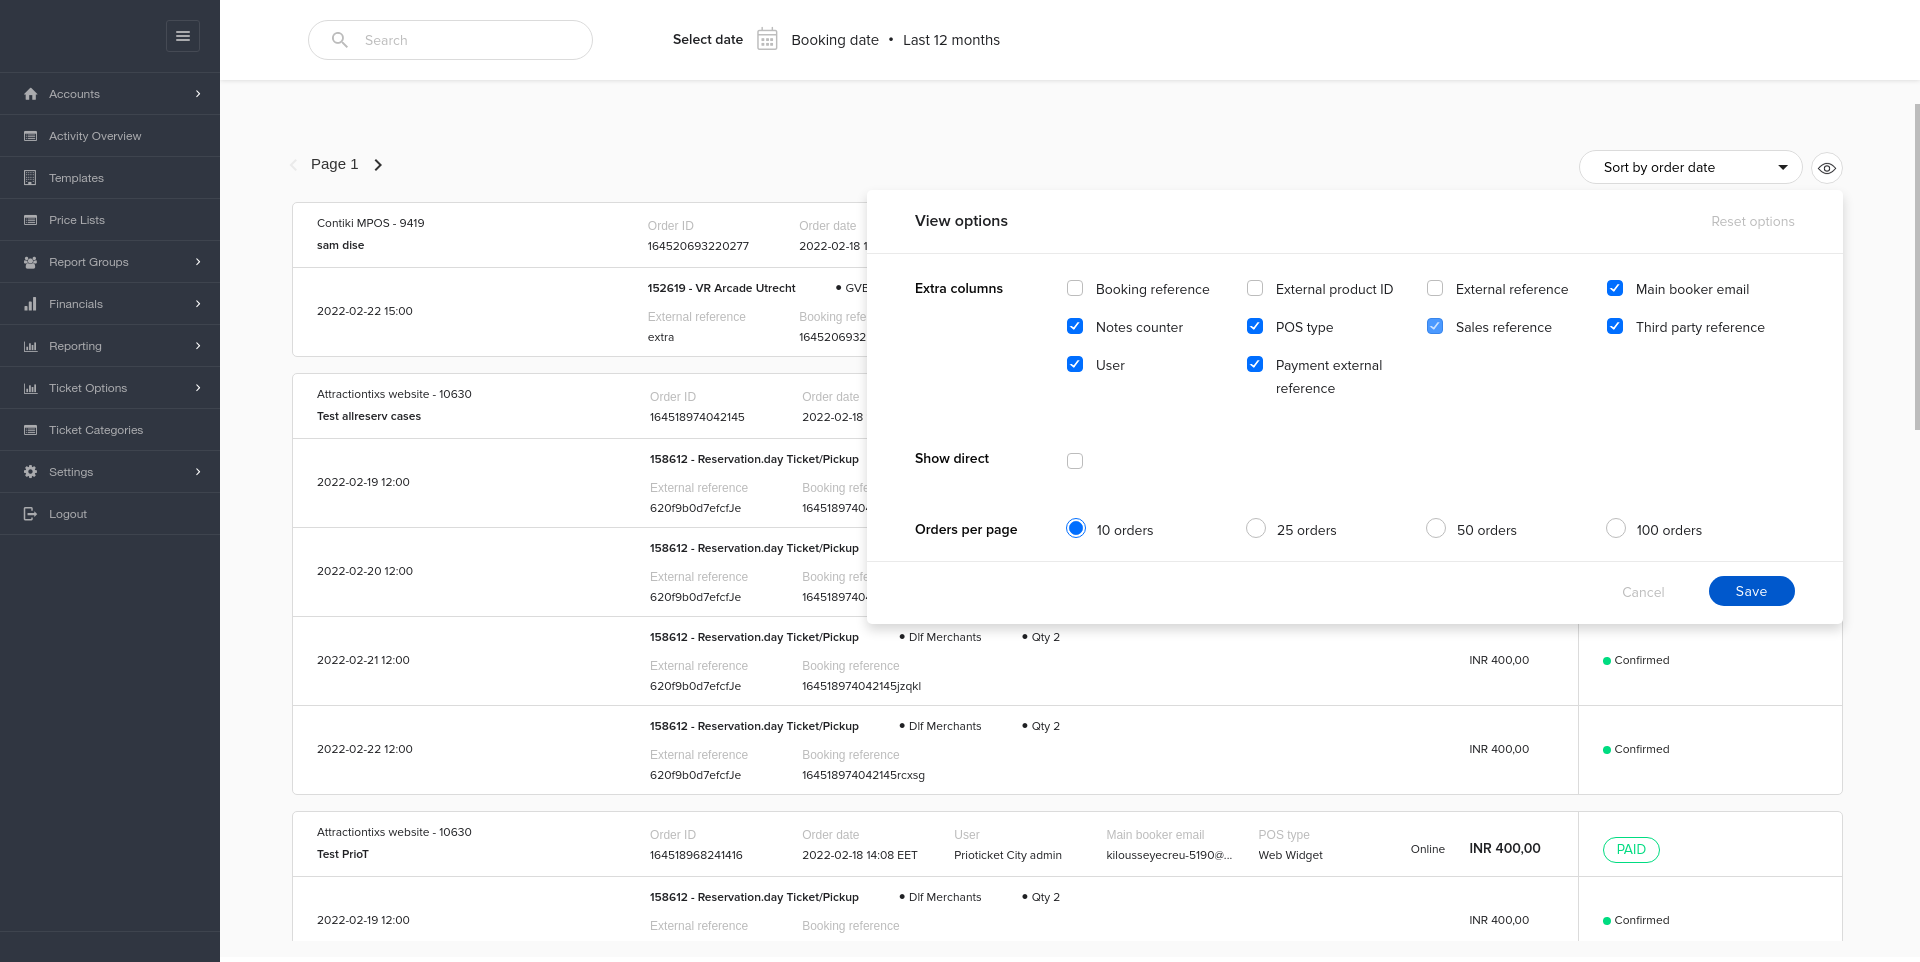 Search
Select date
Booking date • Last 12 months
Accounts
Activity Overview
Templates
Price Lists
Report Groups
Financials
Reporting
Ticket Options
Ticket Categories
Settings
Logout
Page 1
Sort by order date
Contiki MPOS - 9419
sam dise
Order ID
164520693220277
Order date
2022-02-18 1
2022-02-22 15:00
152619 - VR Arcade Utrecht
• GVB
External reference
extra
Booking refe
1645206932
Attractiontixs website - 10630
Test allreserv cases
Order ID
164518974042145
Order date
2022-02-18
2022-02-19 12:00
158612 - Reservation.day Ticket/Pickup
External reference
620f9b0d7efcfJe
Booking refe
16451897404
2022-02-20 12:00
158612 - Reservation.day Ticket/Pickup
External reference
620f9b0d7efcfJe
Booking refe
16451897404
View options
Reset options
Extra columns
Booking reference
External product ID
External reference
Main booker email
Notes counter
POS type
Sales reference
Third party reference
User
Payment external
reference
Show direct
Orders per page
10 orders
25 orders
50 orders
100 orders
Cancel
Save
2022-02-21 12:00
158612 - Reservation.day Ticket/Pickup
• Dlf Merchants
• Qty 2
External reference
620f9b0d7efcfJe
Booking reference
164518974042145jzqkl
INR 400,00
Confirmed
2022-02-22 12:00
158612 - Reservation.day Ticket/Pickup
• Dlf Merchants
• Qty 2
External reference
620f9b0d7efcfJe
Booking reference
164518974042145rcxsg
INR 400,00
Confirmed
Attractiontixs website - 10630
Test PrioT
Order ID
164518968241416
Order date
2022-02-18 14:08 EET
User
Prioticket City admin
Main booker email
kilousseyecreu-5190@...
POS type
Web Widget
Online
INR 400,00
PAID
2022-02-19 12:00
158612 - Reservation.day Ticket/Pickup
• Dlf Merchants
• Qty 2
External reference
Booking reference
INR 400,00
Confirmed